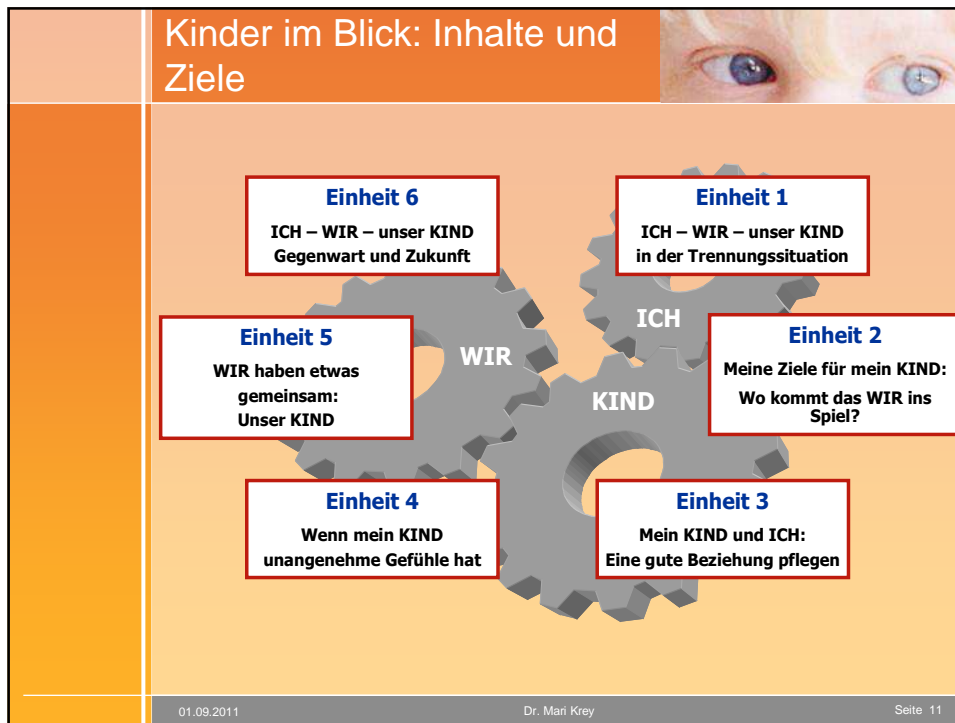 Kinder im Blick: Inhalte und
Ziele
Einheit 6
ICH – WIR – unser KIND
Gegenwart und Zukunft
Einheit 1
ICH – WIR – unser KIND
in der Trennungssituation
ICH
Einheit 5
WIR haben etwas
gemeinsam:
Unser KIND
WIR
Einheit 2
Meine Ziele für mein KIND:
Wo kommt das WIR ins
Spiel?
KIND
Einheit 4
Wenn mein KIND
unangenehme Gefühle hat
Einheit 3
Mein KIND und ICH:
Eine gute Beziehung pflegen
01.09.2011
Dr. Mari Krey
Seite 11